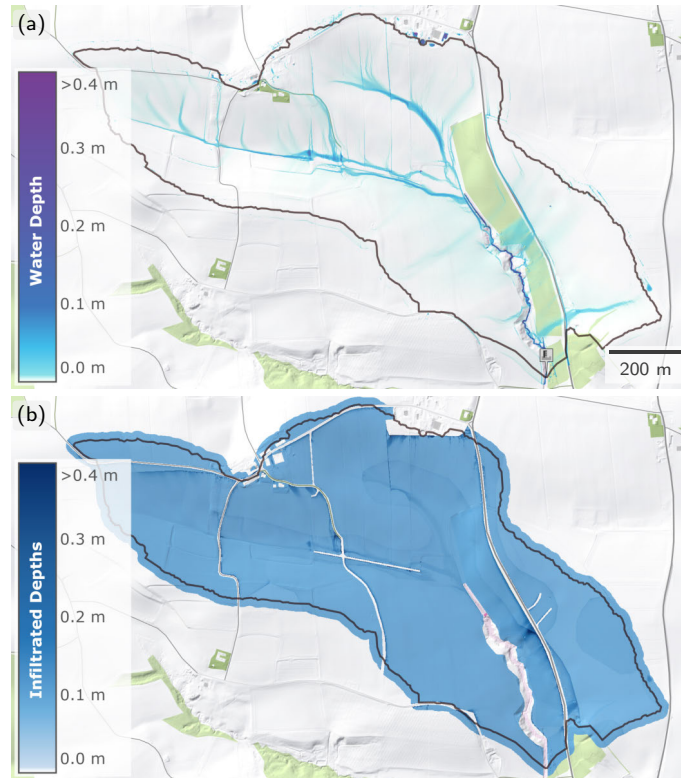 (a)
>0.4 m
0.3 m
0.2 m
0.1 m
0.0 m
Water Depth
200 m
(b)
>0.4 m
0.3 m
0.2 m
0.1 m
0.0 m
Infiltrated Depths